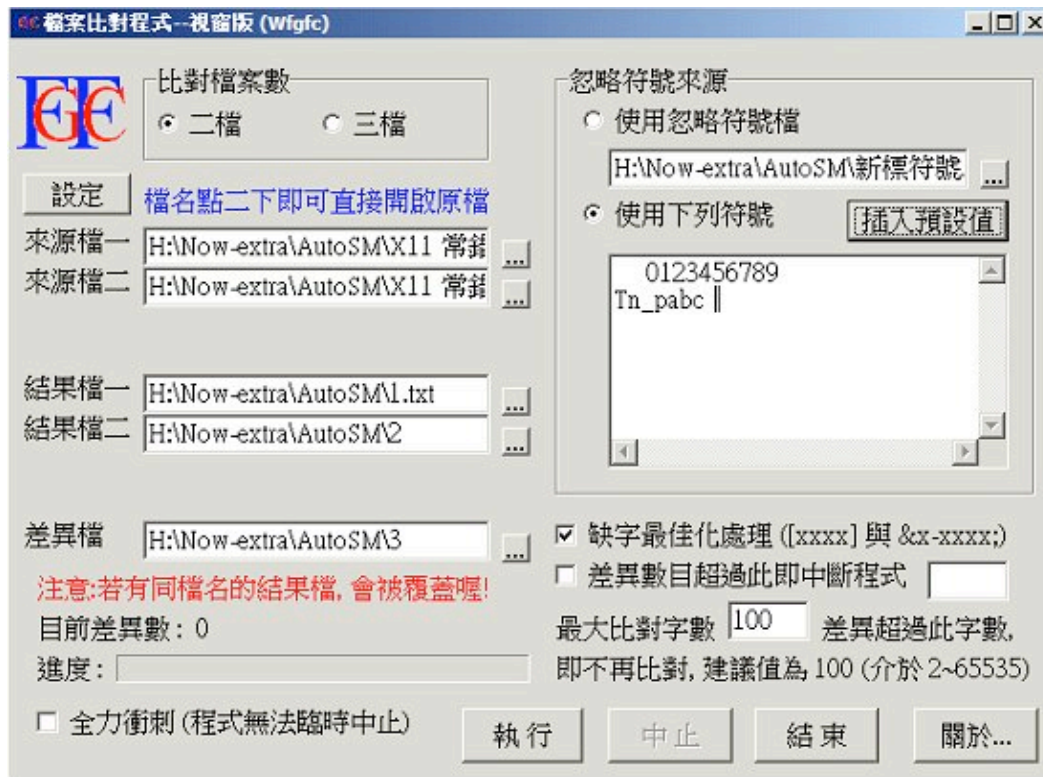 檔案比對程式--視窗版 (Wfgfc)
FGFC
比對檔案數
二檔
三檔
設定
檔名點二下即可直接開啟原檔
來源檔一
H:\Now-extra\AutoSM\X11 常錯
...
來源檔二
H:\Now-extra\AutoSM\X11 常錯
...
結果檔一
H:\Now-extra\AutoSM\1.txt
...
結果檔二
H:\Now-extra\AutoSM\2
...
差異檔
H:\Now-extra\AutoSM\3
...
注意:若有同檔名的結果檔, 會被覆蓋喔!
目前差異數: 0
進度:
全力衝刺 (程式無法臨時中止)
忽略符號來源
使用忽略符號檔
H:\Now-extra\AutoSM\新標符號
...
使用下列符號
插入預設值
0123456789
Tn_pabc
缺字最佳化處理 ([xxxx] 與 &x-xxxx;)
差異數目超過此即中斷程式
最大比對字數 100 差異超過此字數,
即不再比對, 建議值為 100 (介於 2~65535)
執行
中止
結束
關於...